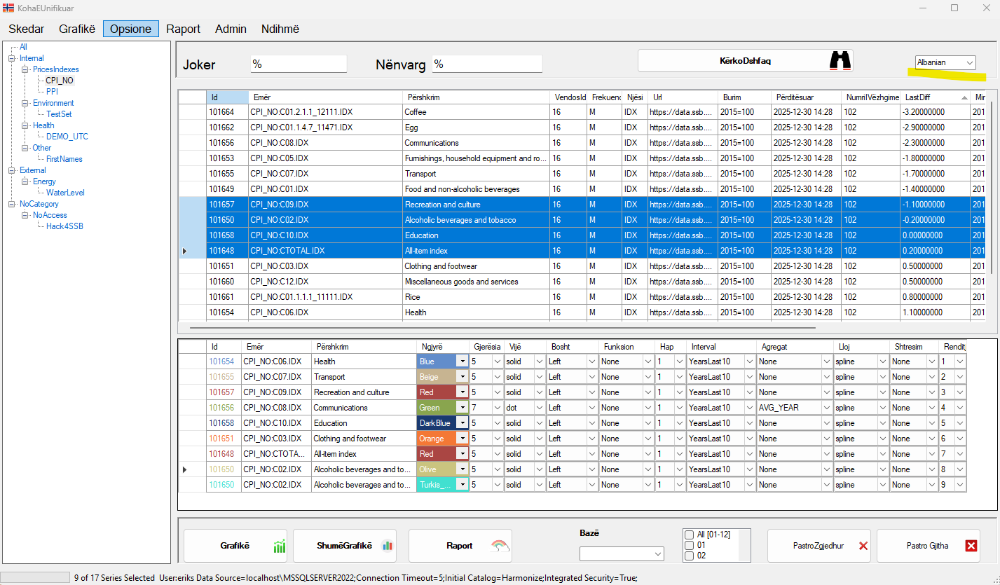 KohaEUnifikuar
Skedar Grafikë Opsione Raport Admin Ndihmë
All
Internal
PricesIndexes
CPI_NO
PPI
Environment
TestSet
Health
DEMO_UTC
Other
FirstNames
External
Energy
WaterLevel
NoCategory
NoAccess
Hack4SSB
Joker % Nënvarg % KërkoDshfaq Albanian
Id Emër Përshkrim VendosId Frekuenc Njësi Url Burim Përditësuar NumriIVëzhgime LastDiff Mir
101664 CPI_NO:C01.2.1.1_12111.IDX Coffee 16 M IDX https://data.ssb.... 2015=100 2025-12-30 14:28 102 -3.20000000 201
101662 CPI_NO:C01.1.4.7_11471.IDX Egg 16 M IDX https://data.ssb.... 2015=100 2025-12-30 14:28 102 -2.90000000 201
101656 CPI_NO:C08.IDX Communications 16 M IDX https://data.ssb.... 2015=100 2025-12-30 14:28 102 -2.30000000 201
101653 CPI_NO:C05.IDX Furnishings, household equipment and ro... 16 M IDX https://data.ssb.... 2015=100 2025-12-30 14:28 102 -1.80000000 201
101655 CPI_NO:C07.IDX Transport 16 M IDX https://data.ssb.... 2015=100 2025-12-30 14:28 102 -1.70000000 201
101649 CPI_NO:C01.IDX Food and non-alcoholic beverages 16 M IDX https://data.ssb.... 2015=100 2025-12-30 14:28 102 -1.40000000 201
101657 CPI_NO:C09.IDX Recreation and culture 16 M IDX https://data.ssb.... 2015=100 2025-12-30 14:28 102 -1.10000000 201
101650 CPI_NO:C02.IDX Alcoholic beverages and tobacco 16 M IDX https://data.ssb.... 2015=100 2025-12-30 14:28 102 -0.20000000 201
101658 CPI_NO:C10.IDX Education 16 M IDX https://data.ssb.... 2015=100 2025-12-30 14:28 102 0.00000000 201
101648 CPI_NO:CTOTAL.IDX All-item index 16 M IDX https://data.ssb.... 2015=100 2025-12-30 14:28 102 0.20000000 201
101651 CPI_NO:C03.IDX Clothing and footwear 16 M IDX https://data.ssb.... 2015=100 2025-12-30 14:28 102 0.50000000 201
101660 CPI_NO:C12.IDX Miscellaneous goods and services 16 M IDX https://data.ssb.... 2015=100 2025-12-30 14:28 102 0.50000000 201
101661 CPI_NO:C01.1.1.1_11111.IDX Rice 16 M IDX https://data.ssb.... 2015=100 2025-12-30 14:28 102 0.80000000 201
101654 CPI_NO:C06.IDX Health 16 M IDX https://data.ssb.... 2015=100 2025-12-30 14:28 102 1.10000000 201
Id Emër Përshkrim Ngjyrë Gjerësia Vijë Bosht Funksion Hap Interval Agregat Lloj Shtresim Rendit
101654 CPI_NO:C06.IDX Health Blue 5 solid Left None 1 YearsLast10 None spline None 1
101655 CPI_NO:C07.IDX Transport Beige 5 solid Left None 1 YearsLast10 None spline None 2
101657 CPI_NO:C09.IDX Recreation and culture Red 5 solid Left None 1 YearsLast10 None spline None 3
101656 CPI_NO:C08.IDX Communications Green 7 dot Left None 1 YearsLast10 AVG_YEAR spline None 4
101658 CPI_NO:C10.IDX Education DarkBlue 5 solid Left None 1 YearsLast10 None spline None 5
101651 CPI_NO:C03.IDX Clothing and footwear Orange 5 solid Left None 1 YearsLast10 None spline None 6
101648 CPI_NO:CTOTA... All-item index Red 5 solid Left None 1 YearsLast10 None spline None 7
101650 CPI_NO:C02.IDX Alcoholic beverages and to... Olive 5 solid Left None 1 YearsLast10 None spline None 8
101650 CPI_NO:C02.IDX Alcoholic beverages and to... Turkis_... 5 solid Left None 1 YearsLast10 None spline None 9
Grafikë ShumëGrafikë Raport Bazë
All [01-12]
01
02
PastroZgjedhur Pastro Gjitha
9 of 17 Series Selected User:eriks Data Source=localhost\MSSQLSERVER2022;Connection Timeout=5;Initial Catalog=Harmonize;Integrated Security=True;